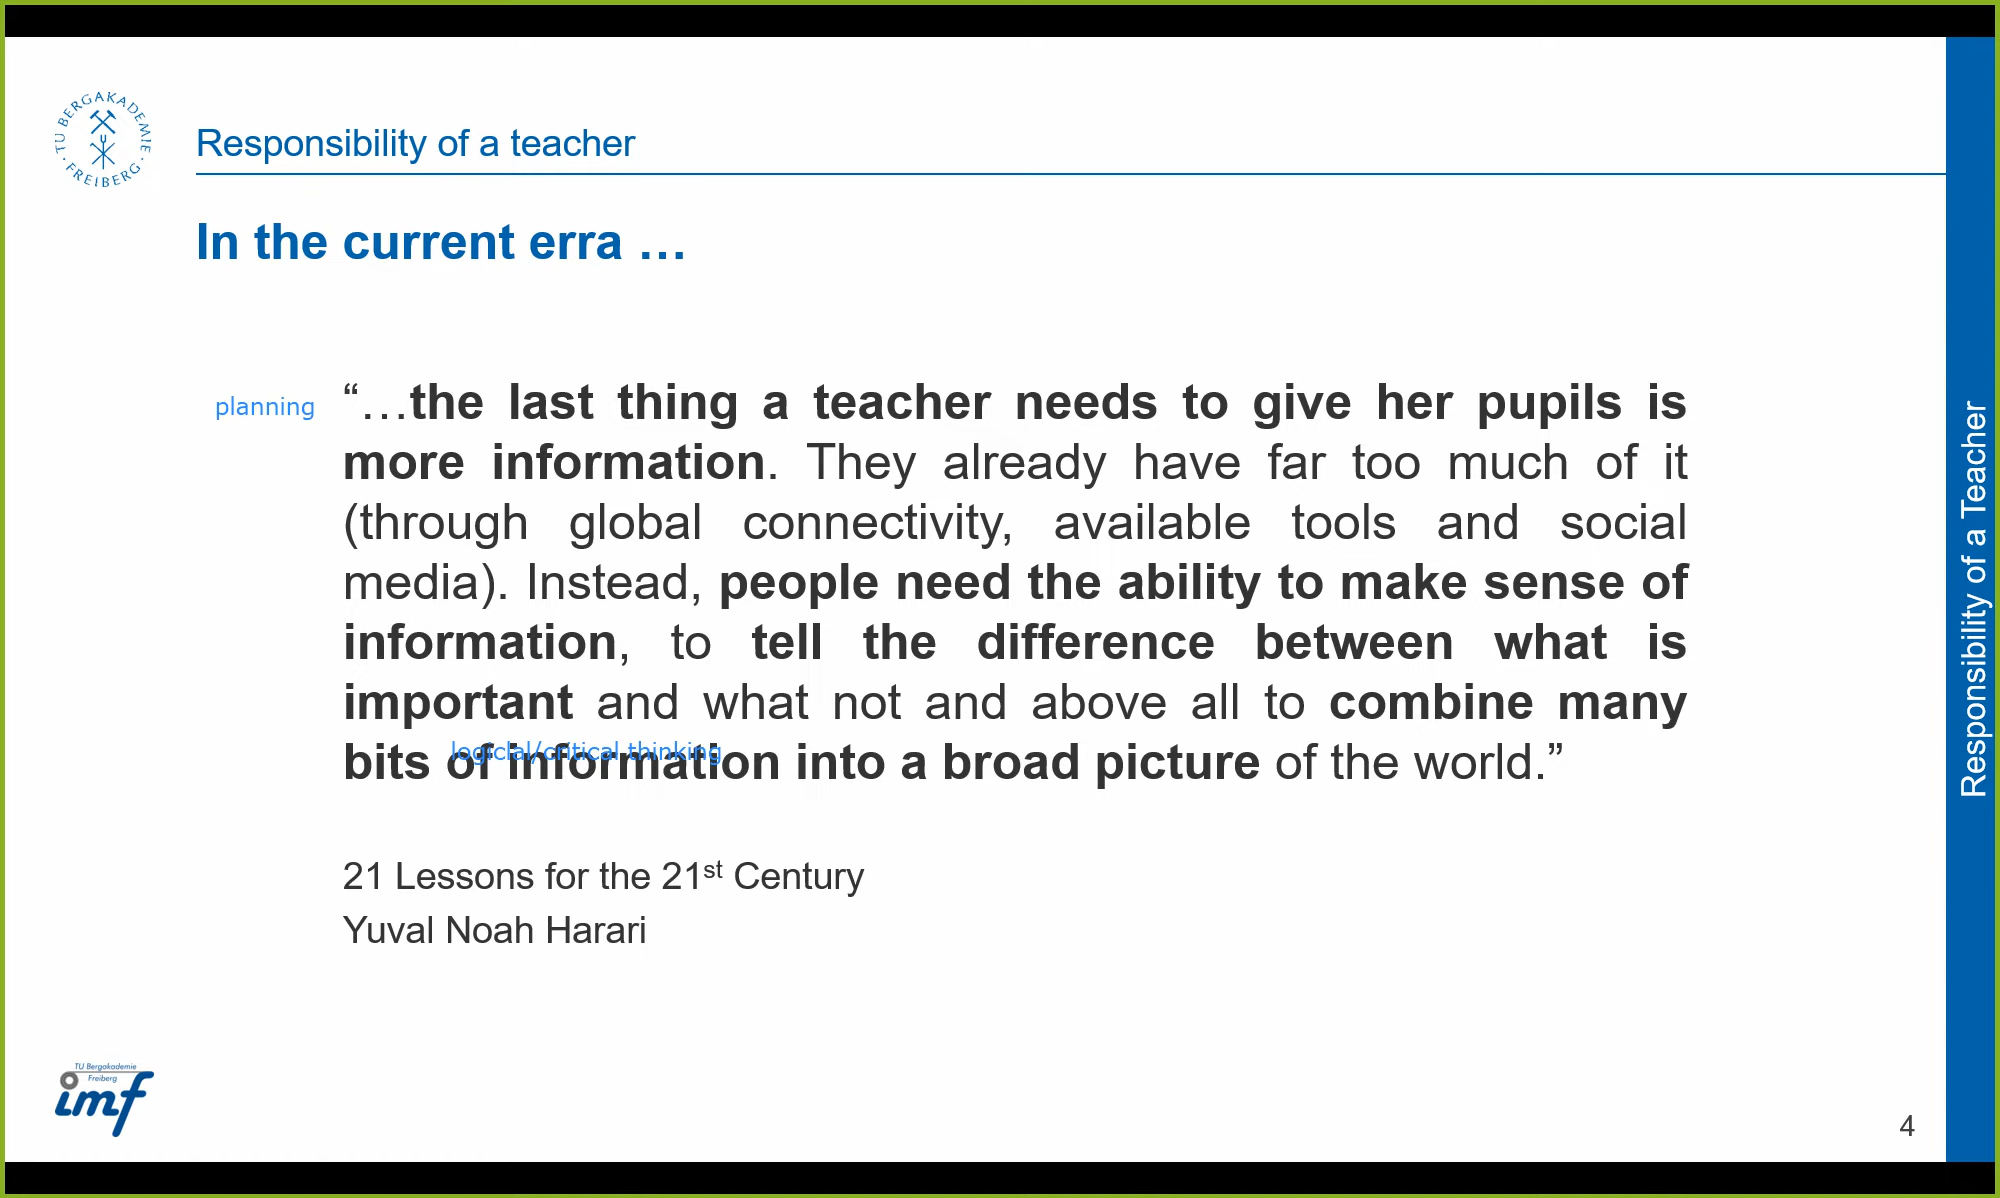 TU BERGAKADEMIE
· FREIBERG ·
Responsibility of a teacher
In the current erra …
planning
“…the last thing a teacher needs to give her pupils is
more information. They already have far too much of it
(through global connectivity, available tools and social
media). Instead, people need the ability to make sense of
information, to tell the difference between what is
important and what not and above all to combine many
logiclal/critical thinking
bits of information into a broad picture of the world.”
21 Lessons for the 21st Century
Yuval Noah Harari
Responsibility of a Teacher
TU Bergakademie
Freiberg
imf
4